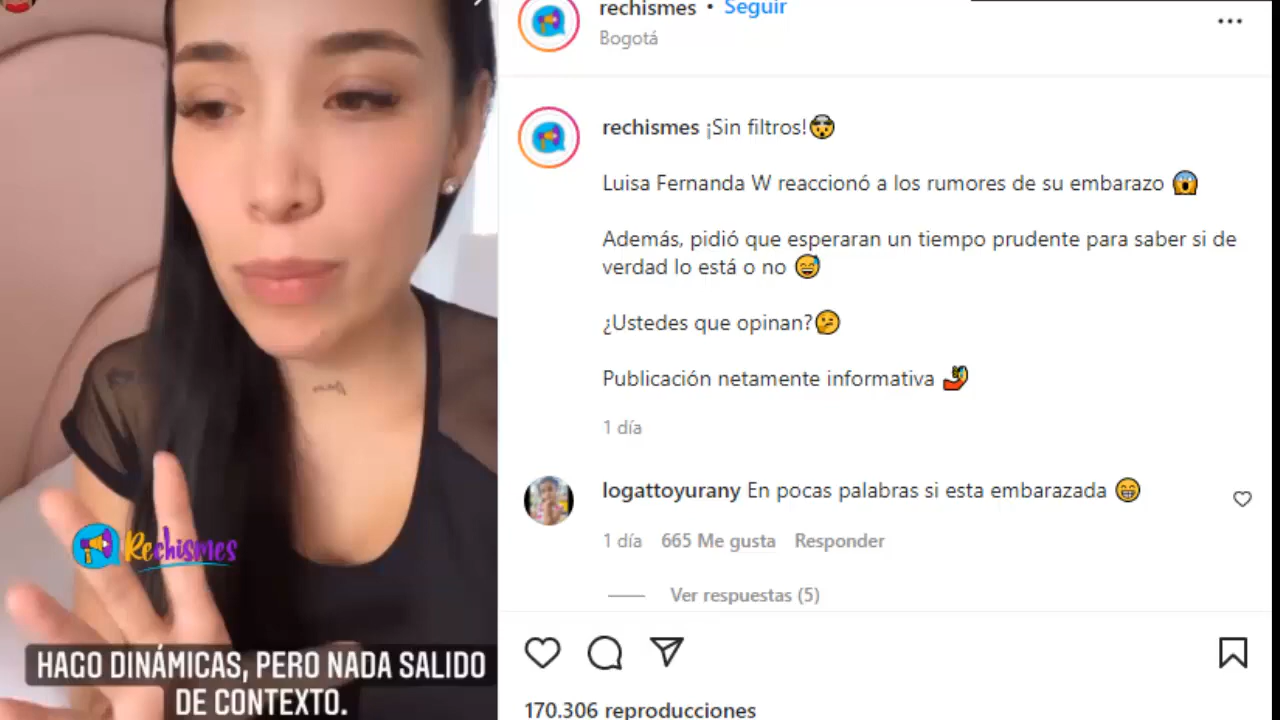 rechismes • Seguir
Bogotá
rechismes ¡Sin filtros!🤯
Luisa Fernanda W reaccionó a los rumores de su embarazo 😱
Además, pidió que esperaran un tiempo prudente para saber si de
verdad lo está o no 😅
¿Ustedes que opinan?🤔
Publicación netamente informativa 🤳
1 día
logattoyurany En pocas palabras si esta embarazada 😁
1 día 665 Me gusta Responder
Ver respuestas (5)
170.306 reproducciones
Rechismes
HAGO DINÁMICAS, PERO NADA SALIDO
DE CONTEXTO.